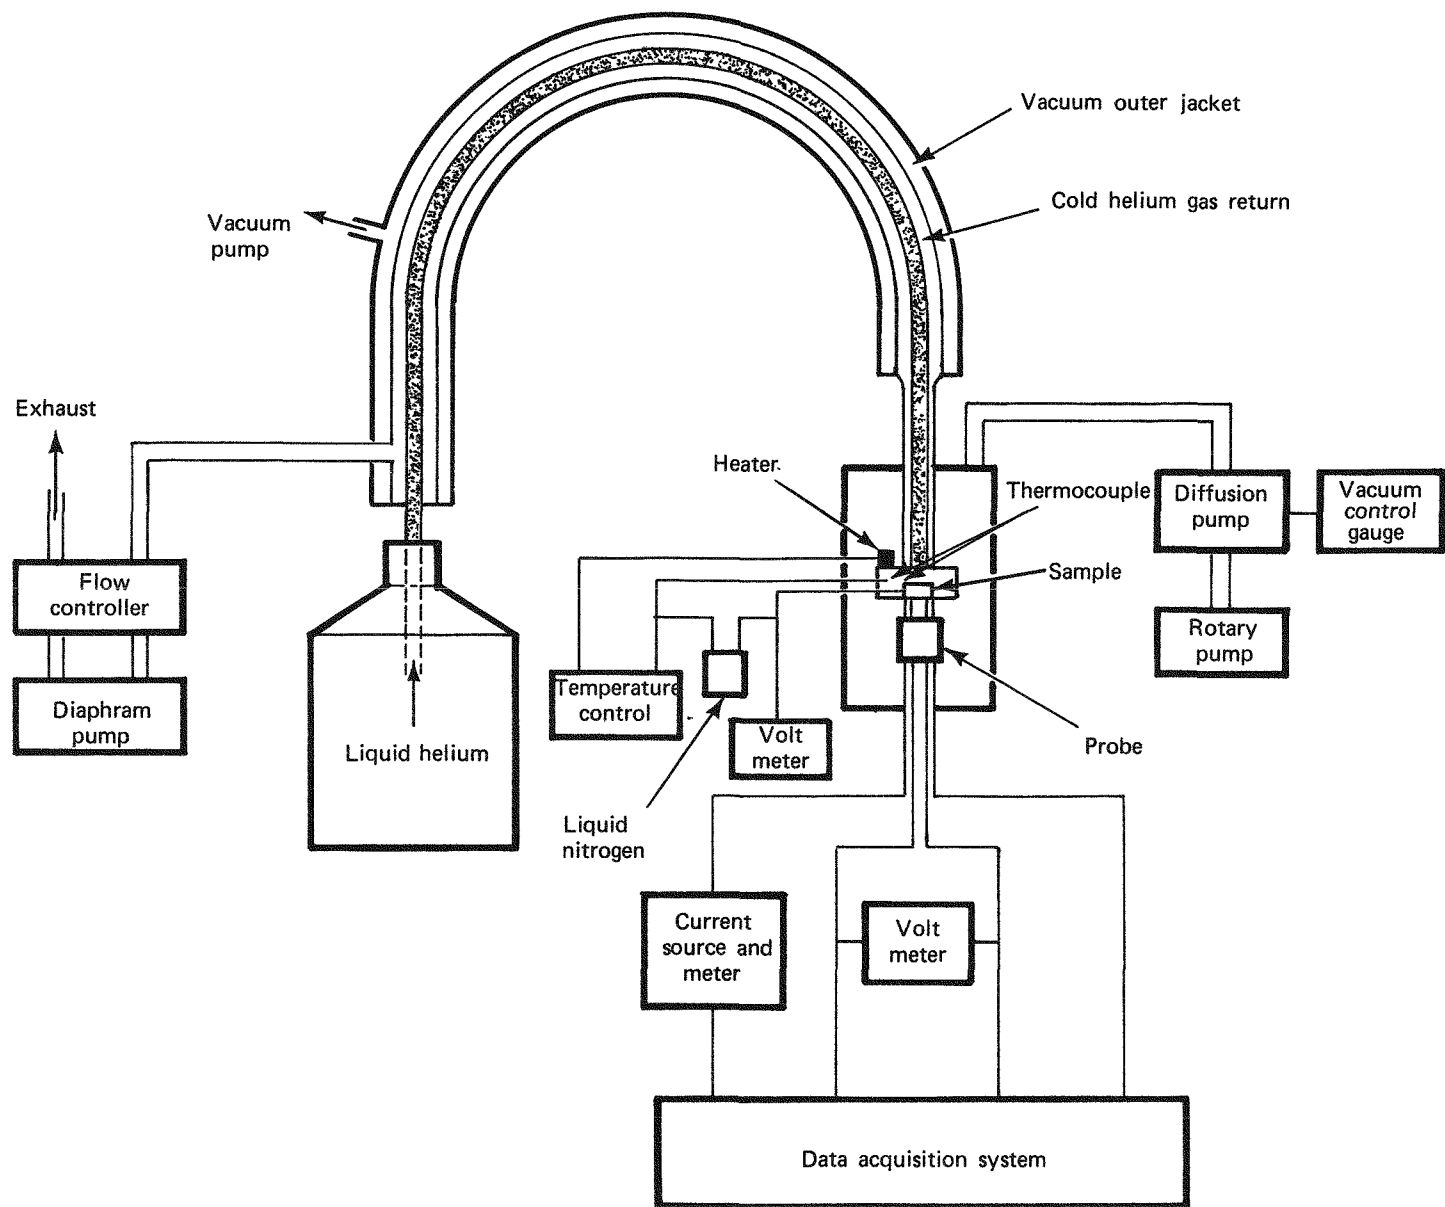 Vacuum outer jacket
Cold helium gas return
Vacuum
pump
Exhaust
Heater
Thermocouple
Diffusion
pump
Vacuum
control
gauge
Flow
controller
Sample
Rotary
pump
Temperature
control
Diaphram
pump
Liquid helium
Volt
meter
Probe
Liquid
nitrogen
Current
source and
meter
Volt
meter
Data acquisition system